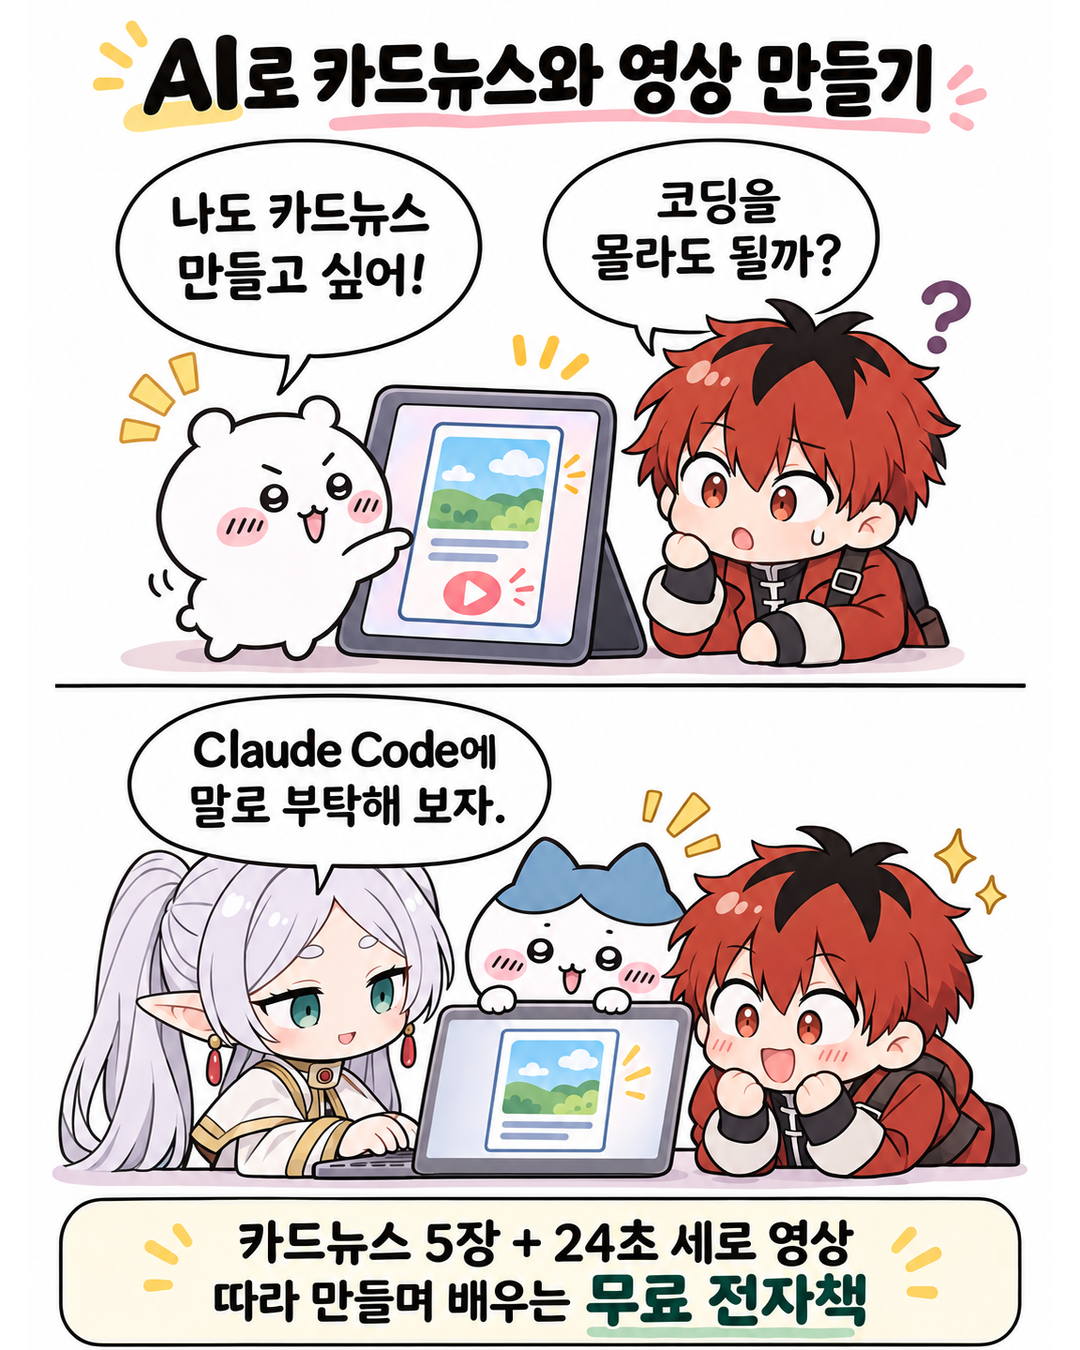 AI로 카드뉴스와 영상 만들기
나도 카드뉴스
만들고 싶어!
코딩을
몰라도 될까?
?
Claude Code에
말로 부탁해 보자.
카드뉴스 5장 + 24초 세로 영상
따라 만들며 배우는 무료 전자책